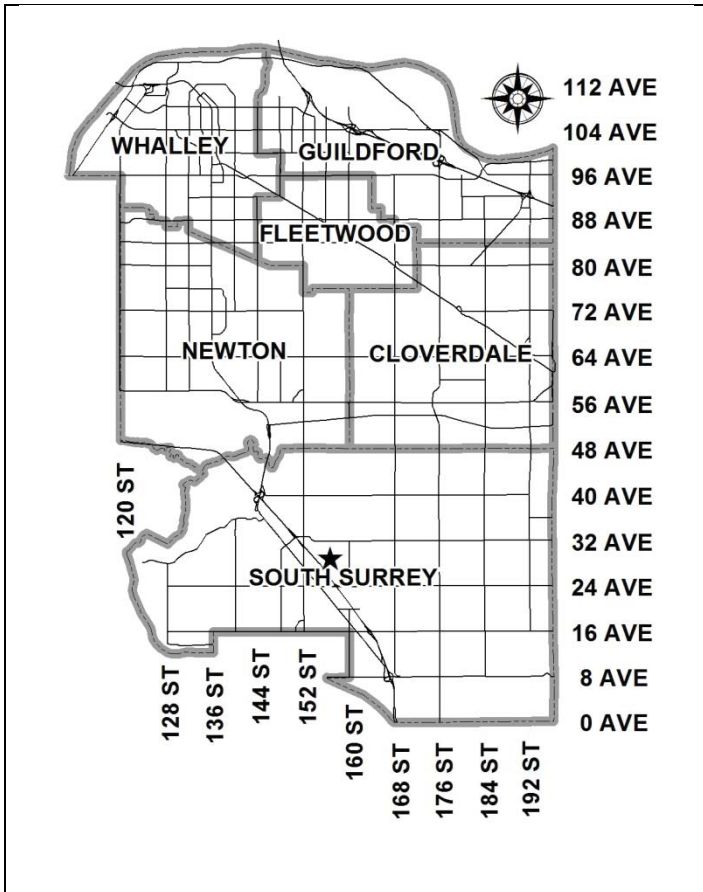 112 AVE
104 AVE
WHALLEY
GUILDFORD
96 AVE
88 AVE
FLEETWOOD
80 AVE
72 AVE
NEWTON
CLOVERDALE
64 AVE
56 AVE
48 AVE
120 ST
40 AVE
32 AVE
SOUTH SURREY
24 AVE
16 AVE
128 ST
136 ST
144 ST
152 ST
160 ST
8 AVE
0 AVE
168 ST
176 ST
184 ST
192 ST